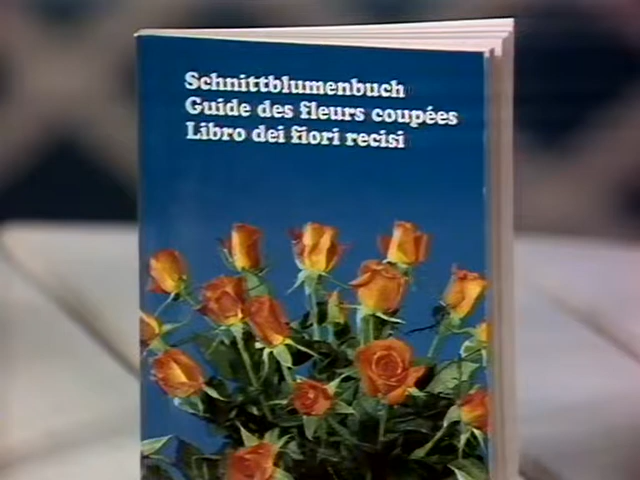 Schnittblumenbuch
Guide des fleurs coupées
Libro dei fiori recisi